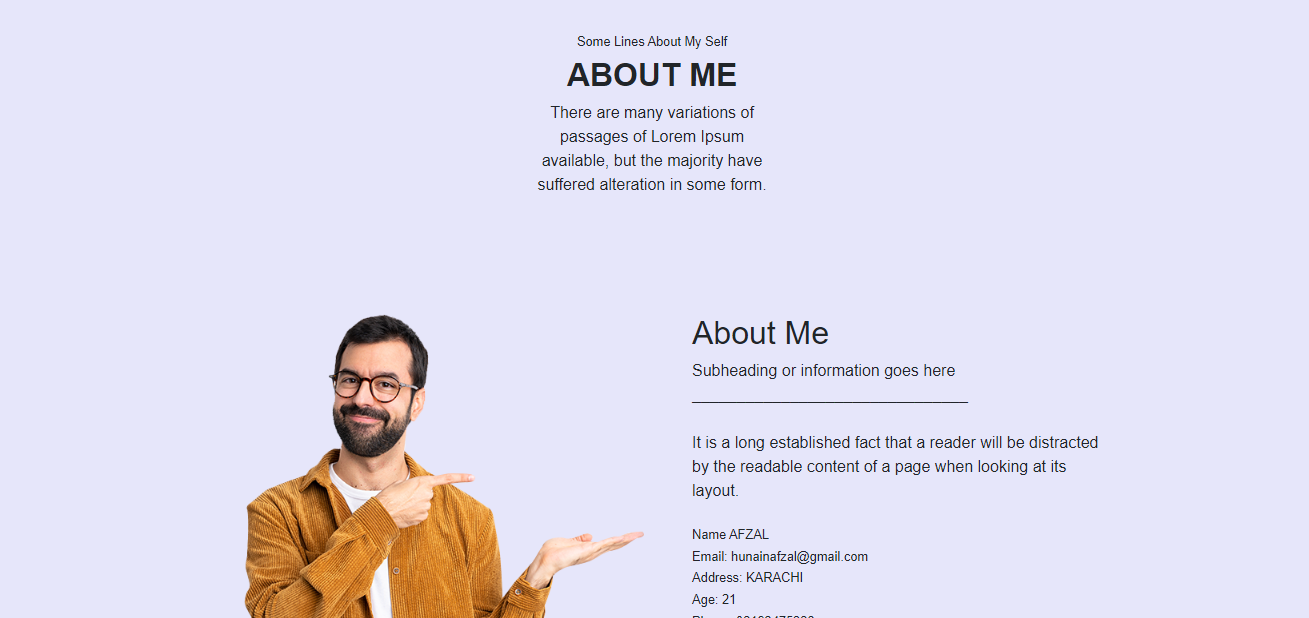 Some Lines About My Self
ABOUT ME
There are many variations of
passages of Lorem Ipsum
available, but the majority have
suffered alteration in some form.
About Me
Subheading or information goes here
It is a long established fact that a reader will be distracted
by the readable content of a page when looking at its
layout.
Name AFZAL
Email: hunainafzal@gmail.com
Address: KARACHI
Age: 21